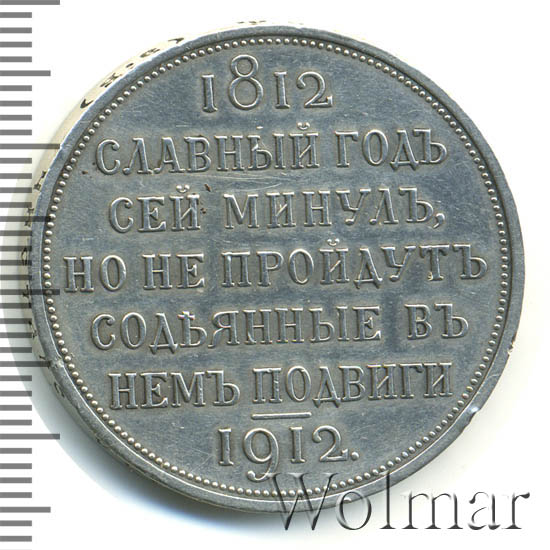 1812
СЛАВНЫЙ ГОДЪ
СЕЙ МИНУЛЪ,
НО НЕ ПРОЙДУТЪ
СОДѢЯННЫЕ ВЪ
НЕМЪ ПОДВИГИ
1912.
Wolmar